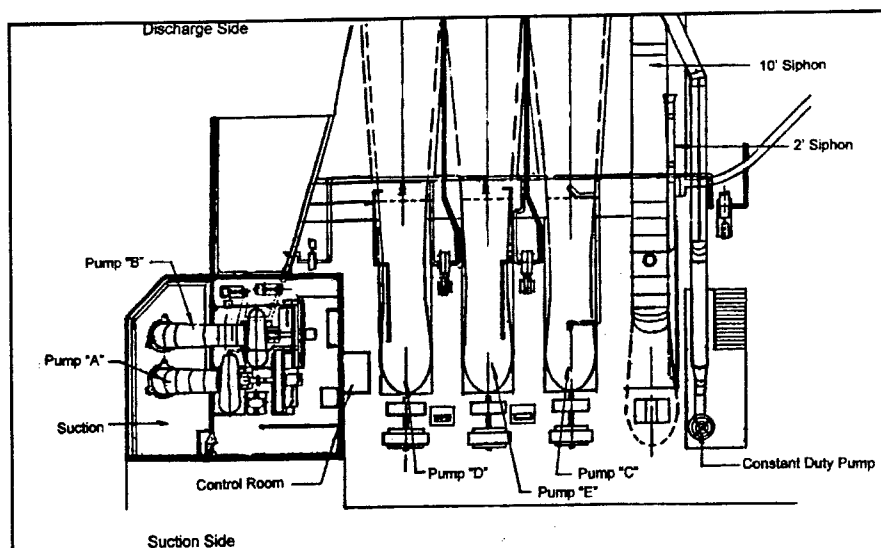 Discharge Side
10' Siphon
2' Siphon
Pump "B"
Pump "A"
Suction
Control Room
Pump "D"
Pump "E"
Pump "C"
Constant Duty Pump
Suction Side